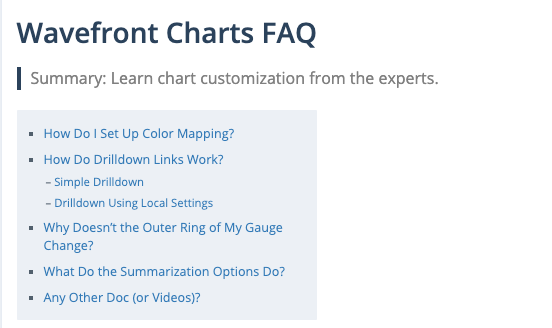 Wavefront Charts FAQ
Summary: Learn chart customization from the experts.
How Do I Set Up Color Mapping?
How Do Drilldown Links Work?
– Simple Drilldown
– Drilldown Using Local Settings
Why Doesn’t the Outer Ring of My Gauge
Change?
What Do the Summarization Options Do?
Any Other Doc (or Videos)?